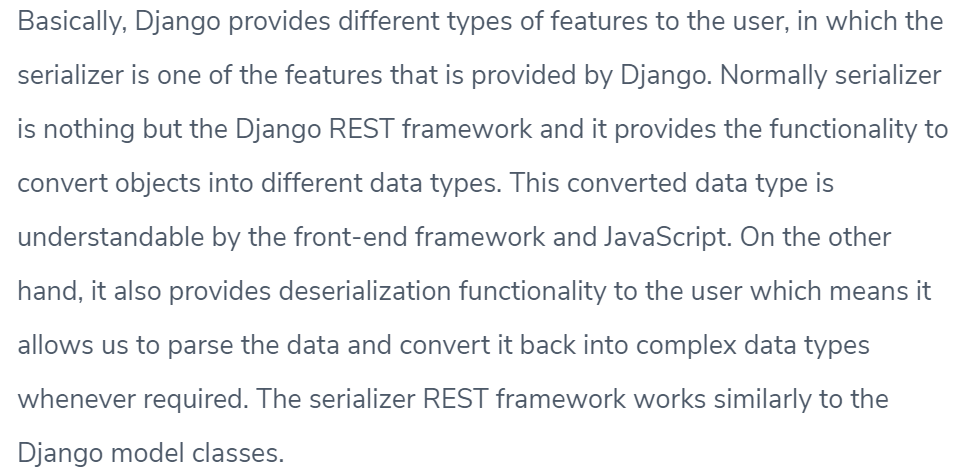 Basically, Django provides different types of features to the user, in which the
serializer is one of the features that is provided by Django. Normally serializer
is nothing but the Django REST framework and it provides the functionality to
convert objects into different data types. This converted data type is
understandable by the front-end framework and JavaScript. On the other
hand, it also provides deserialization functionality to the user which means it
allows us to parse the data and convert it back into complex data types
whenever required. The serializer REST framework works similarly to the
Django model classes.